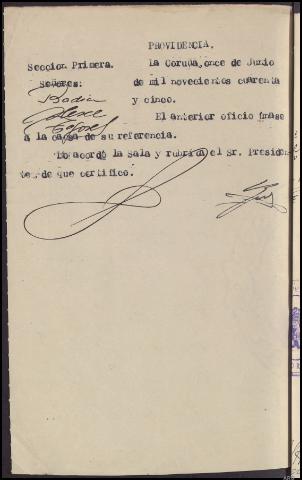 PROVIDENCIA.
Seccion Primera. La Coruña, once de Junio
Señores: de mil novecientos cuarenta
Badia y cinco.
El anterior oficio únase
a la causa de su referencia.
Lo acordó la Sala y rubrica el Sr. Presiden
te, de que certifico.